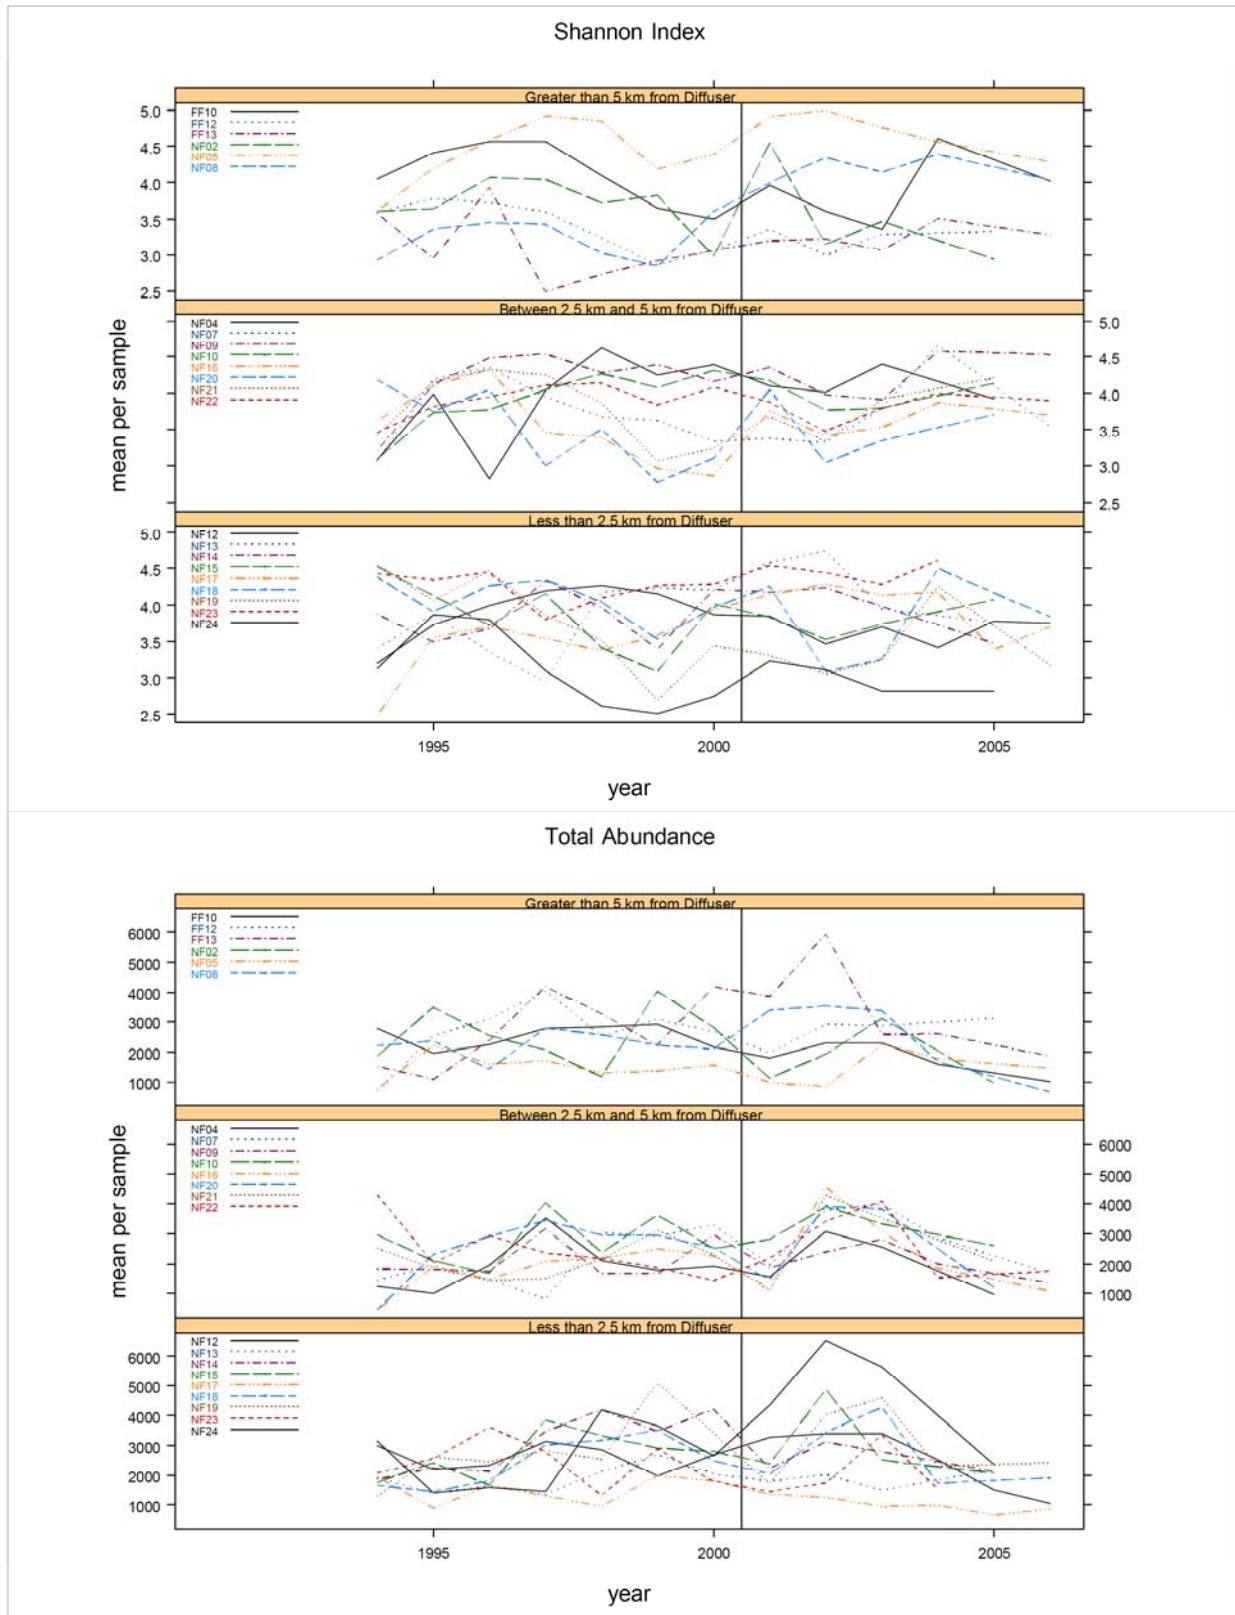 Shannon Index
Greater than 5 km from Diffuser
FF10
FF12
FF13
NF02
NF05
NF08
5.0
4.5
4.0
3.5
3.0
2.5
Between 2.5 km and 5 km from Diffuser
NF04
NF07
NF09
NF10
NF16
NF20
NF21
NF22
5.0
4.5
4.0
3.5
3.0
2.5
mean per sample
Less than 2.5 km from Diffuser
NF12
NF13
NF14
NF15
NF17
NF18
NF19
NF23
NF24
5.0
4.5
4.0
3.5
3.0
2.5
1995 2000 2005
year
Total Abundance
Greater than 5 km from Diffuser
FF10
FF12
FF13
NF02
NF05
NF08
6000
5000
4000
3000
2000
1000
Between 2.5 km and 5 km from Diffuser
NF04
NF07
NF09
NF10
NF16
NF20
NF21
NF22
6000
5000
4000
3000
2000
1000
mean per sample
Less than 2.5 km from Diffuser
NF12
NF13
NF14
NF15
NF17
NF18
NF19
NF23
NF24
6000
5000
4000
3000
2000
1000
1995 2000 2005
year